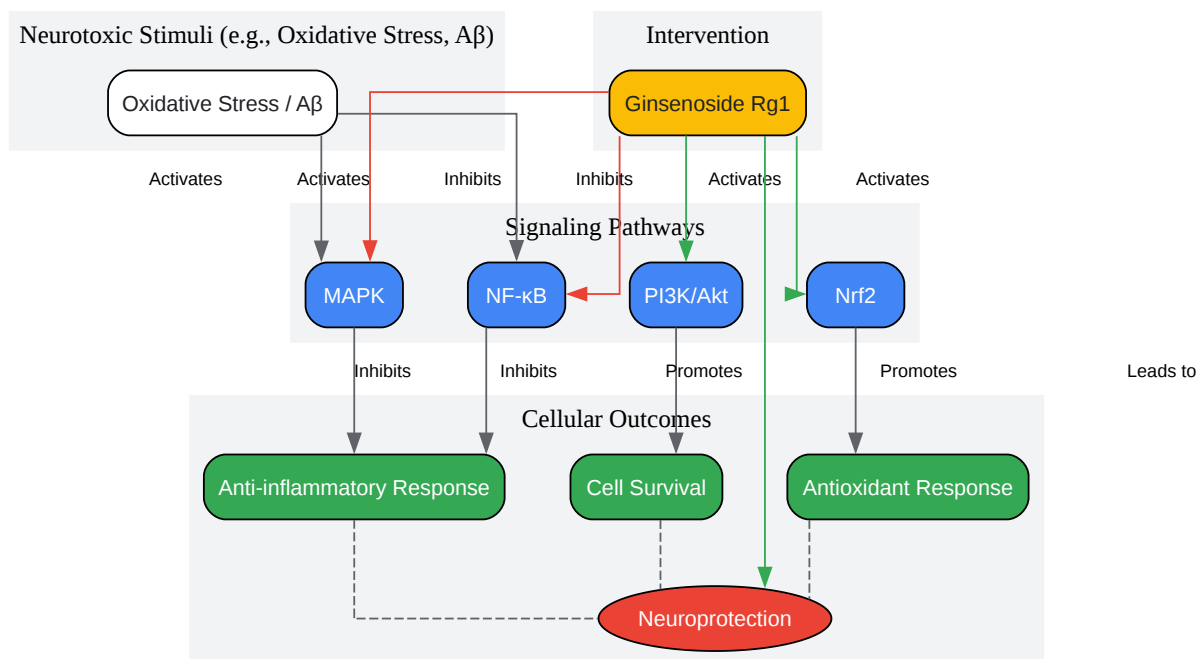 Neurotoxic Stimuli (e.g., Oxidative Stress, Aβ)
Intervention
Oxidative Stress / Aβ
Ginsenoside Rg1
Activates
Activates
Inhibits
Inhibits
Activates
Activates
Signaling Pathways
MAPK
NF-κB
PI3K/Akt
Nrf2
Inhibits
Inhibits
Promotes
Promotes
Leads to
Cellular Outcomes
Anti-inflammatory Response
Cell Survival
Antioxidant Response
Neuroprotection